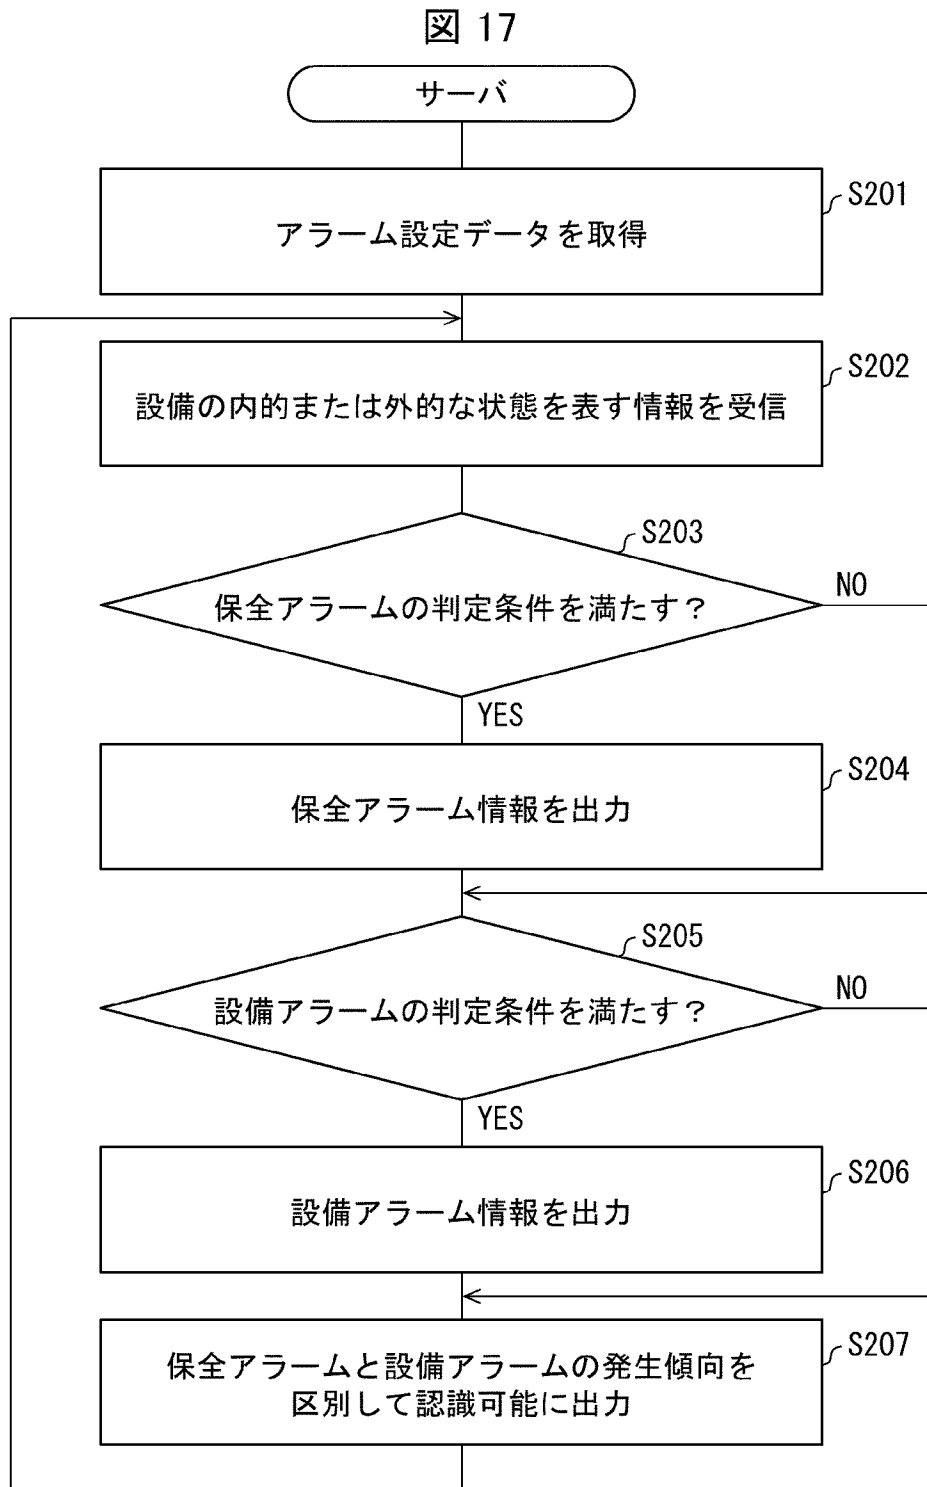 図 17
サーバ
S201
アラーム設定データを取得
S202
設備の内的または外的な状態を表す情報を受信
S203
保全アラームの判定条件を満たす？
NO
YES
S204
保全アラーム情報を出力
S205
設備アラームの判定条件を満たす？
NO
YES
S206
設備アラーム情報を出力
S207
保全アラームと設備アラームの発生傾向を
区別して認識可能に出力